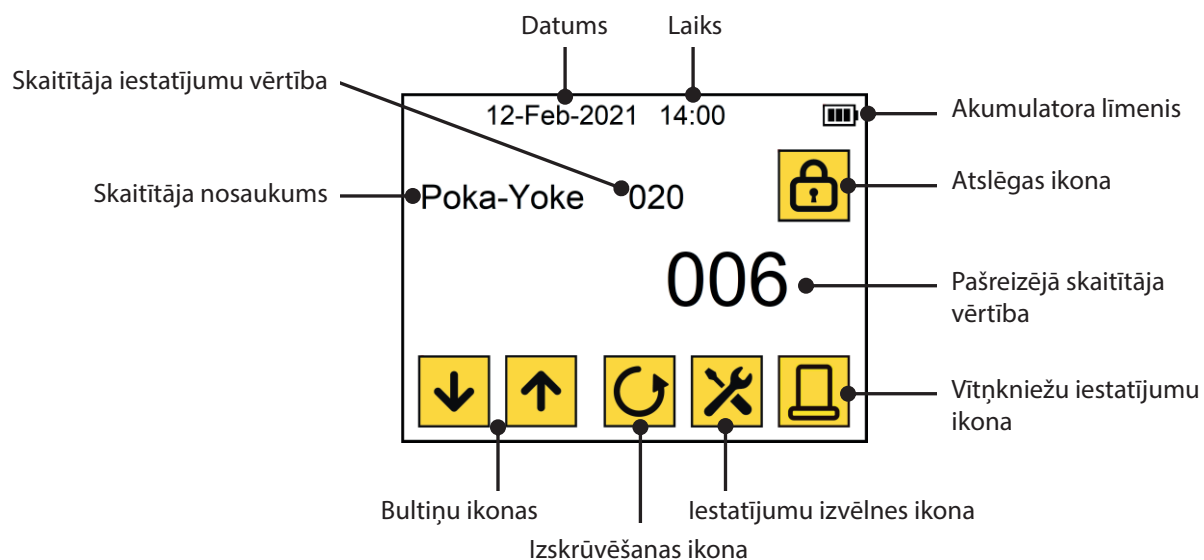 Datums
Laiks
Skaitītāja iestatījumu vērtība
12-Feb-2021 14:00
Akumulatora līmenis
Skaitītāja nosaukums
Poka-Yoke 020
Atslēgas ikona
006
Pašreizējā skaitītāja
vērtība
Vītņkniežu iestatījumu
ikona
Bultiņu ikonas
Iestatījumu izvēlnes ikona
Izskrūvēšanas ikona